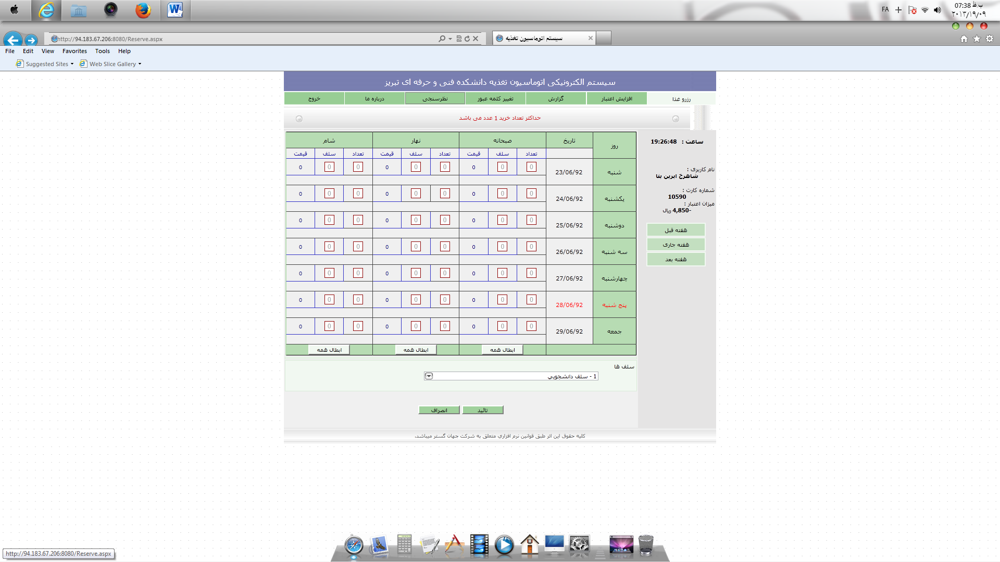 FA
07:38 ب.ظ
۲۰۱۳/۱۹/۰۹
http://94.183.67.206:8080/Reserve.aspx
سیستم اتوماسیون تغذیه
File Edit View Favorites Tools Help
Suggested Sites Web Slice Gallery
سیستم الکترونیکی اتوماسیون تغذیه دانشکده فنی و حرفه ای تبریز
رزرو غذا افزایش اعتبار گزارش تغییر کلمه عبور نظرسنجی درباره ما خروج
حداکثر تعداد خرید 1 عدد می باشد
ساعت : 19:26:48
نام کاربری :
شاهرخ ابرین بنا
شماره کارت :
10590
میزان اعتبار :
-4,850 ریال
هفته قبل
هفته جاری
هفته بعد
روز تاریخ صبحانه نهار شام
تعداد سلف قیمت تعداد سلف قیمت تعداد سلف قیمت
شنبه 23/06/92 0 0 0 0 0 0 0 0 0
یکشنبه 24/06/92 0 0 0 0 0 0 0 0 0
دوشنبه 25/06/92 0 0 0 0 0 0 0 0 0
سه شنبه 26/06/92 0 0 0 0 0 0 0 0 0
چهارشنبه 27/06/92 0 0 0 0 0 0 0 0 0
پنج شنبه 28/06/92 0 0 0 0 0 0 0 0 0
جمعه 29/06/92 0 0 0 0 0 0 0 0 0
ابطال همه ابطال همه ابطال همه
سلف ها
1 - سلف دانشجويي
تائید انصراف
کلیه حقوق این اثر طبق قوانین نرم افزاری متعلق به شرکت جهان گستر میباشد.
http://94.183.67.206:8080/Reserve.aspx